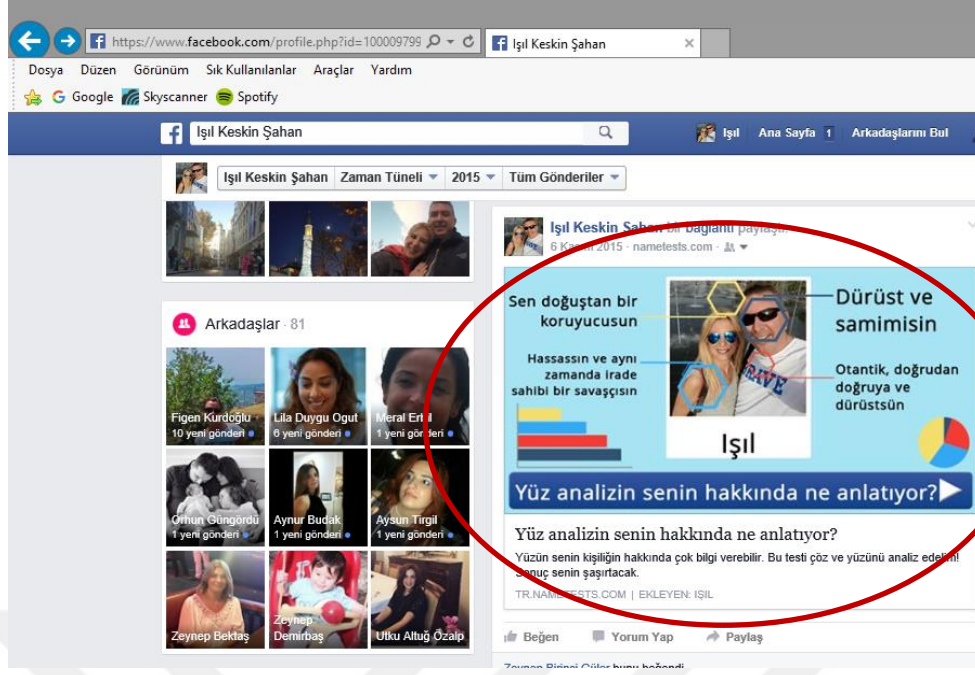 https://www.facebook.com/profile.php?id=100009799
Işıl Keskin Şahan
Dosya Düzen Görünüm Sık Kullanılanlar Araçlar Yardım
Google Skyscanner Spotify
Işıl Keskin Şahan
Işıl Ana Sayfa 1 Arkadaşlarını Bul
Işıl Keskin Şahan Zaman Tüneli 2015 Tüm Gönderiler
Arkadaşlar · 81
Figen Kurdoğlu
10 yeni gönderi
Lila Duygu Ogut
6 yeni gönderi
Meral
1 yeni gönderi
Orhun Güngördü
1 yeni gönderi
Aynur Budak
1 yeni gönderi
Aysun Tırgil
1 yeni gönderi
Zeynep Bektaş
Zeynep
Demirbaş
Utku Altuğ Özalp
Işıl Keskin Şahan bir bağlantı paylaştı.
6 Kasım 2015 · nametests.com ·
Sen doğuştan bir
koruyucusun
Hassassın ve aynı
zamanda irade
sahibi bir savaşçısın
Dürüst ve
samimisin
Otantik, doğrudan
doğruya ve
dürüstsün
RAVE
Işıl
Yüz analizin senin hakkında ne anlatıyor?
Yüz analizin senin hakkında ne anlatıyor?
Yüzün senin kişiliğin hakkında çok bilgi verebilir. Bu testi çöz ve yüzünü analiz edelim!
Sonuç senin şaşırtacak.
TR.NAMETESTS.COM | EKLEYEN: IŞIL
Beğen Yorum Yap Paylaş
Zeynep Birinci Güler bunu beğendi